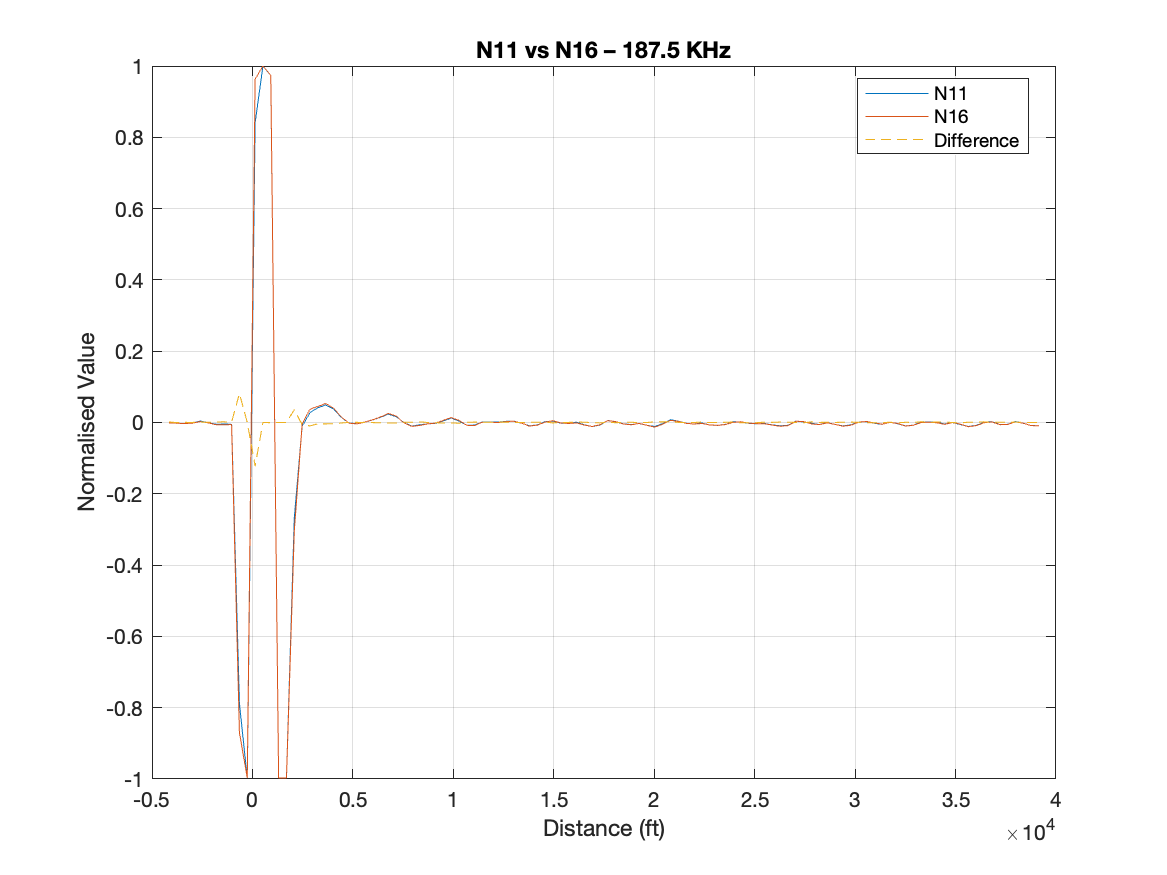 N11 vs N16 – 187.5 KHz
N11
N16
Difference
1
0.8
0.6
0.4
0.2
0
-0.2
-0.4
-0.6
-0.8
-1
Normalised Value
-0.5 0 0.5 1 1.5 2 2.5 3 3.5 4
Distance (ft)
×10⁴